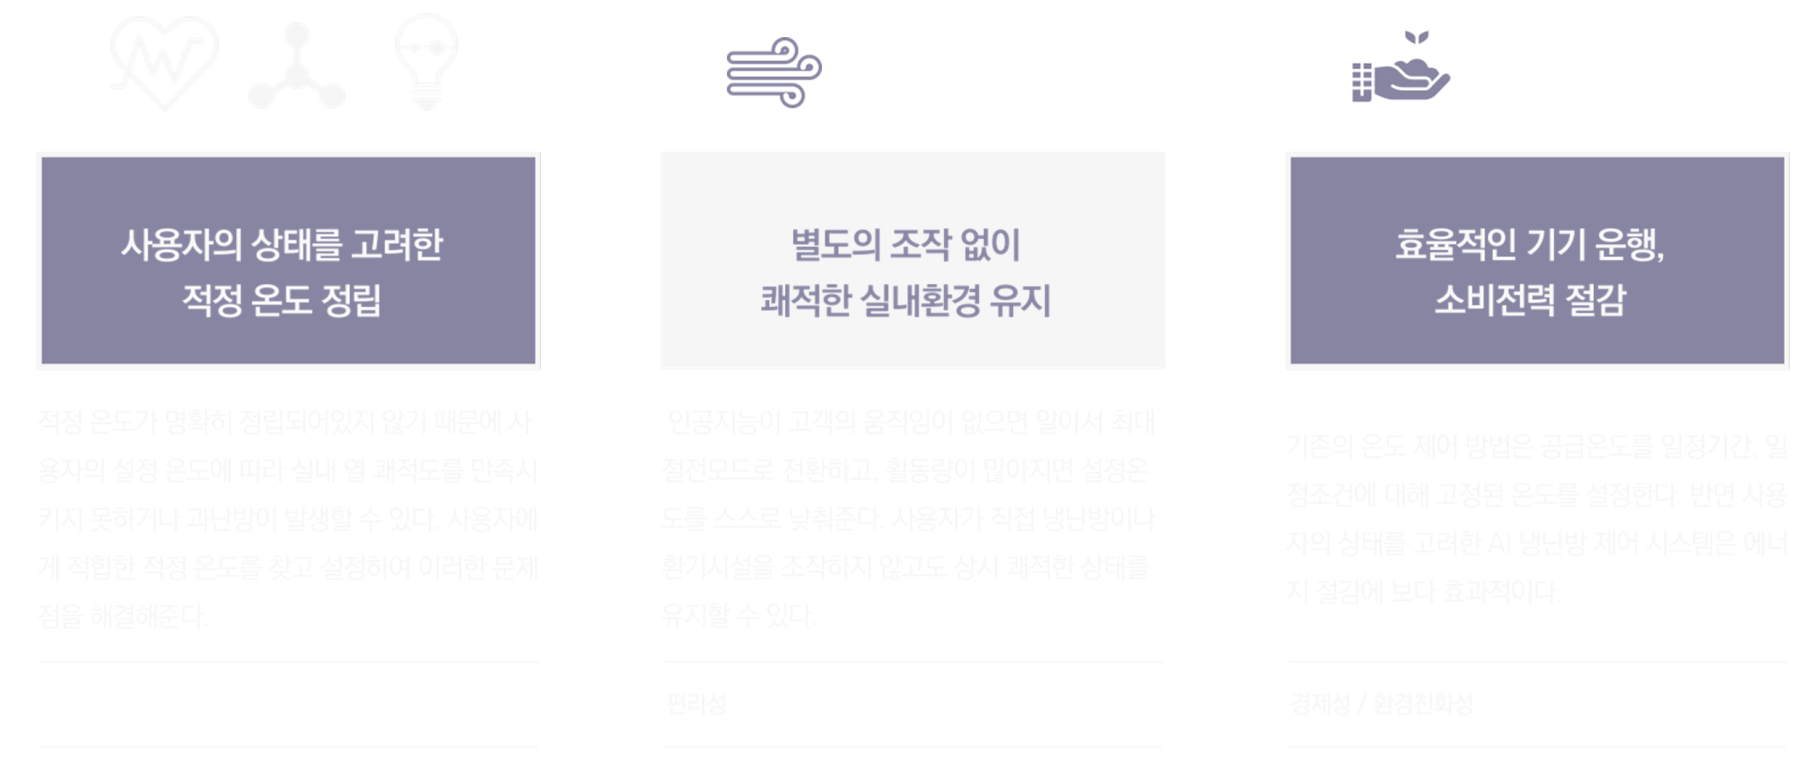 사용자의 상태를 고려한
적정 온도 정립
적정 온도가 명확히 정립되어있지 않기 때문에 사
용자의 설정 온도에 따라 실내 열 쾌적도를 만족시
키지 못하거나 과난방이 발생할 수 있다. 사용자에
게 적합한 적정 온도를 찾고 설정하여 이러한 문제
점을 해결해준다.
별도의 조작 없이
쾌적한 실내환경 유지
인공지능이 고객의 움직임이 없으면 알아서 최대
절전모드로 전환하고, 활동량이 많아지면 설정온
도를 스스로 낮춰준다. 사용자가 직접 냉난방이나
환기시설을 조작하지 않고도 상시 쾌적한 상태를
유지할 수 있다.
편리성
효율적인 기기 운행,
소비전력 절감
기존의 온도 제어 방법은 공급온도를 일정기간, 일
정조건에 대해 고정된 온도를 설정한다. 반면 사용
자의 상태를 고려한 AI 냉난방 제어 시스템은 에너
지 절감에 보다 효과적이다.
경제성 / 환경친화성